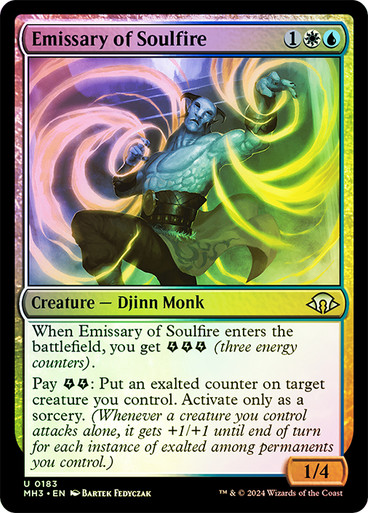 Emissary of Soulfire 1
Creature — Djinn Monk
When Emissary of Soulfire enters the
battlefield, you get (three energy
counters).
Pay : Put an exalted counter on target
creature you control. Activate only as a
sorcery. (Whenever a creature you control
attacks alone, it gets +1/+1 until end of turn
for each instance of exalted among permanents
you control.)
1/4
U 0183
MH3 • EN Bartek Fedyczak
™ & © 2024 Wizards of the Coast